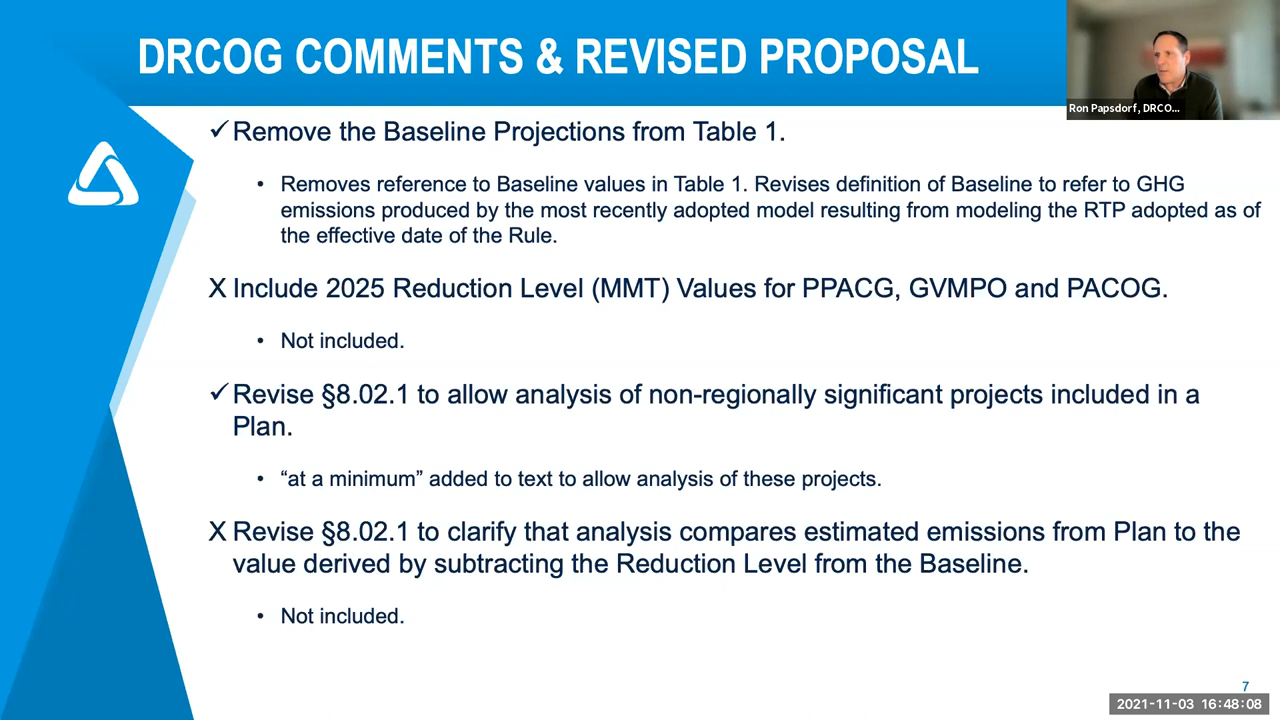 DRCOG COMMENTS & REVISED PROPOSAL
Ron Papsdorf, DRCO...
✓Remove the Baseline Projections from Table 1.
• Removes reference to Baseline values in Table 1. Revises definition of Baseline to refer to GHG
emissions produced by the most recently adopted model resulting from modeling the RTP adopted as of
the effective date of the Rule.
X Include 2025 Reduction Level (MMT) Values for PPACG, GVMPO and PACOG.
• Not included.
✓Revise §8.02.1 to allow analysis of non-regionally significant projects included in a
Plan.
• “at a minimum” added to text to allow analysis of these projects.
X Revise §8.02.1 to clarify that analysis compares estimated emissions from Plan to the
value derived by subtracting the Reduction Level from the Baseline.
• Not included.
7
2021-11-03 16:48:08